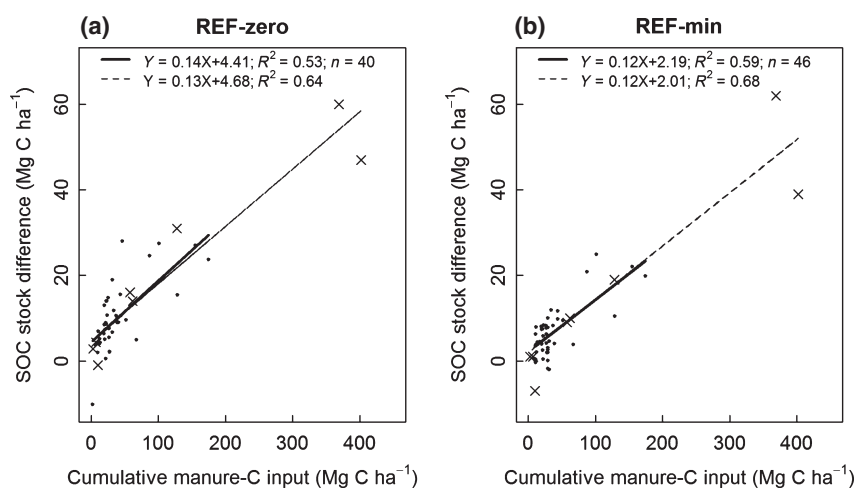 (a) REF-zero
Y = 0.14X+4.41; R² = 0.53; n = 40
Y = 0.13X+4.68; R² = 0.64
SOC stock difference (Mg C ha⁻¹)
60
40
20
0
0 100 200 300 400
Cumulative manure-C input (Mg C ha⁻¹)
(b) REF-min
Y = 0.12X+2.19; R² = 0.59; n = 46
Y = 0.12X+2.01; R² = 0.68
SOC stock difference (Mg C ha⁻¹)
60
40
20
0
0 100 200 300 400
Cumulative manure-C input (Mg C ha⁻¹)